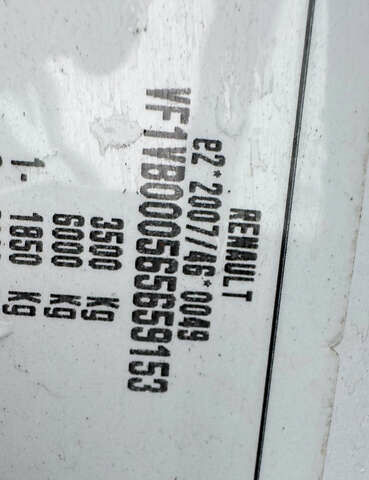 RENAULT
e2*2007/46*0049
VF1VB000565659153
3500 Kg
6000 Kg
1- 1850 Kg